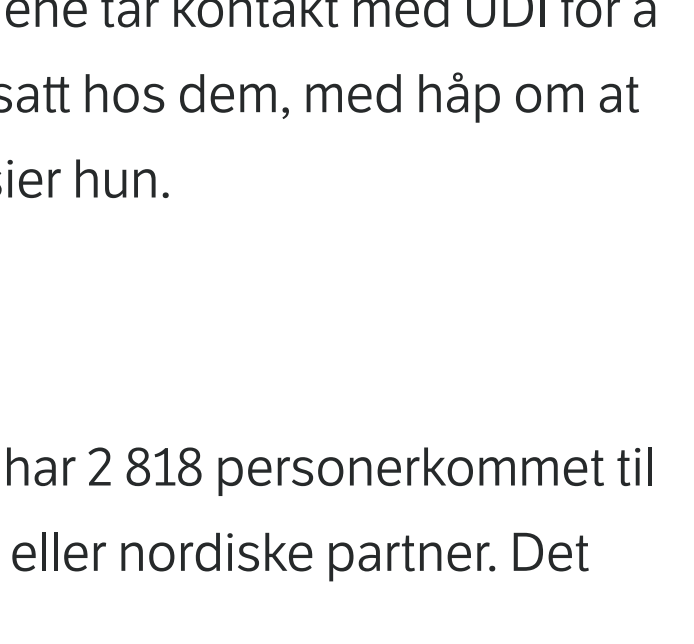 ene tar kontakt med UDI for å
satt hos dem, med håp om at
sier hun.
har 2 818 personerkommet til
eller nordiske partner. Det